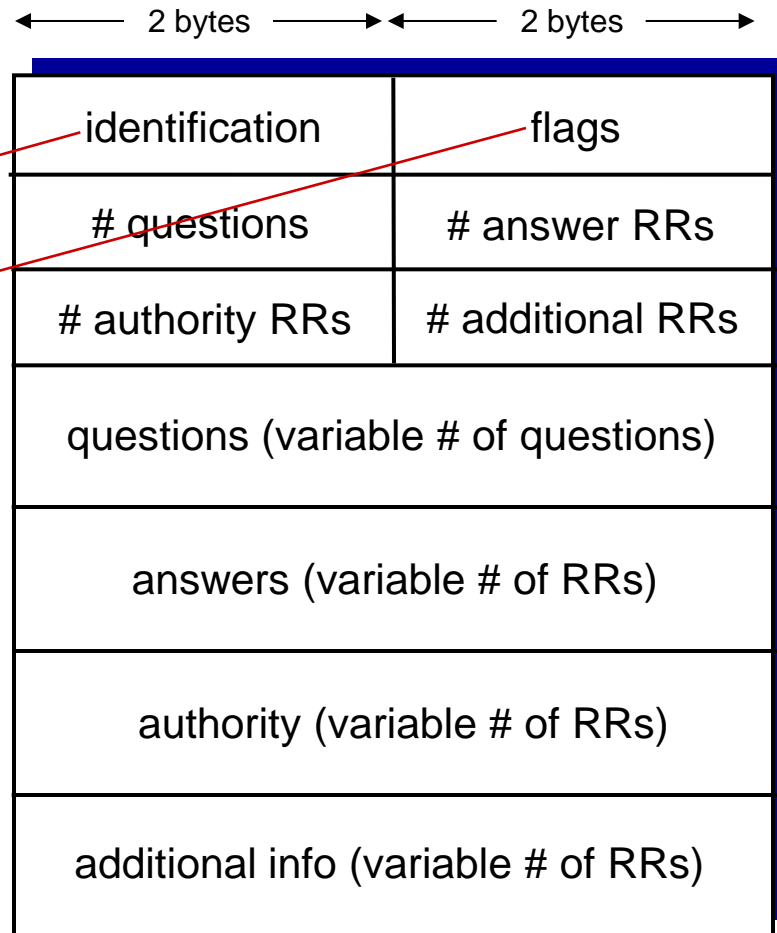 2 bytes 2 bytes
identification flags
# questions # answer RRs
# authority RRs # additional RRs
questions (variable # of questions)
answers (variable # of RRs)
authority (variable # of RRs)
additional info (variable # of RRs)